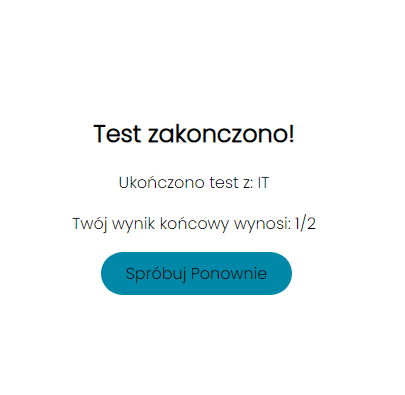 Test zakonczono!
Ukończono test z: IT
Twój wynik końcowy wynosi: 1/2
Spróbuj Ponownie